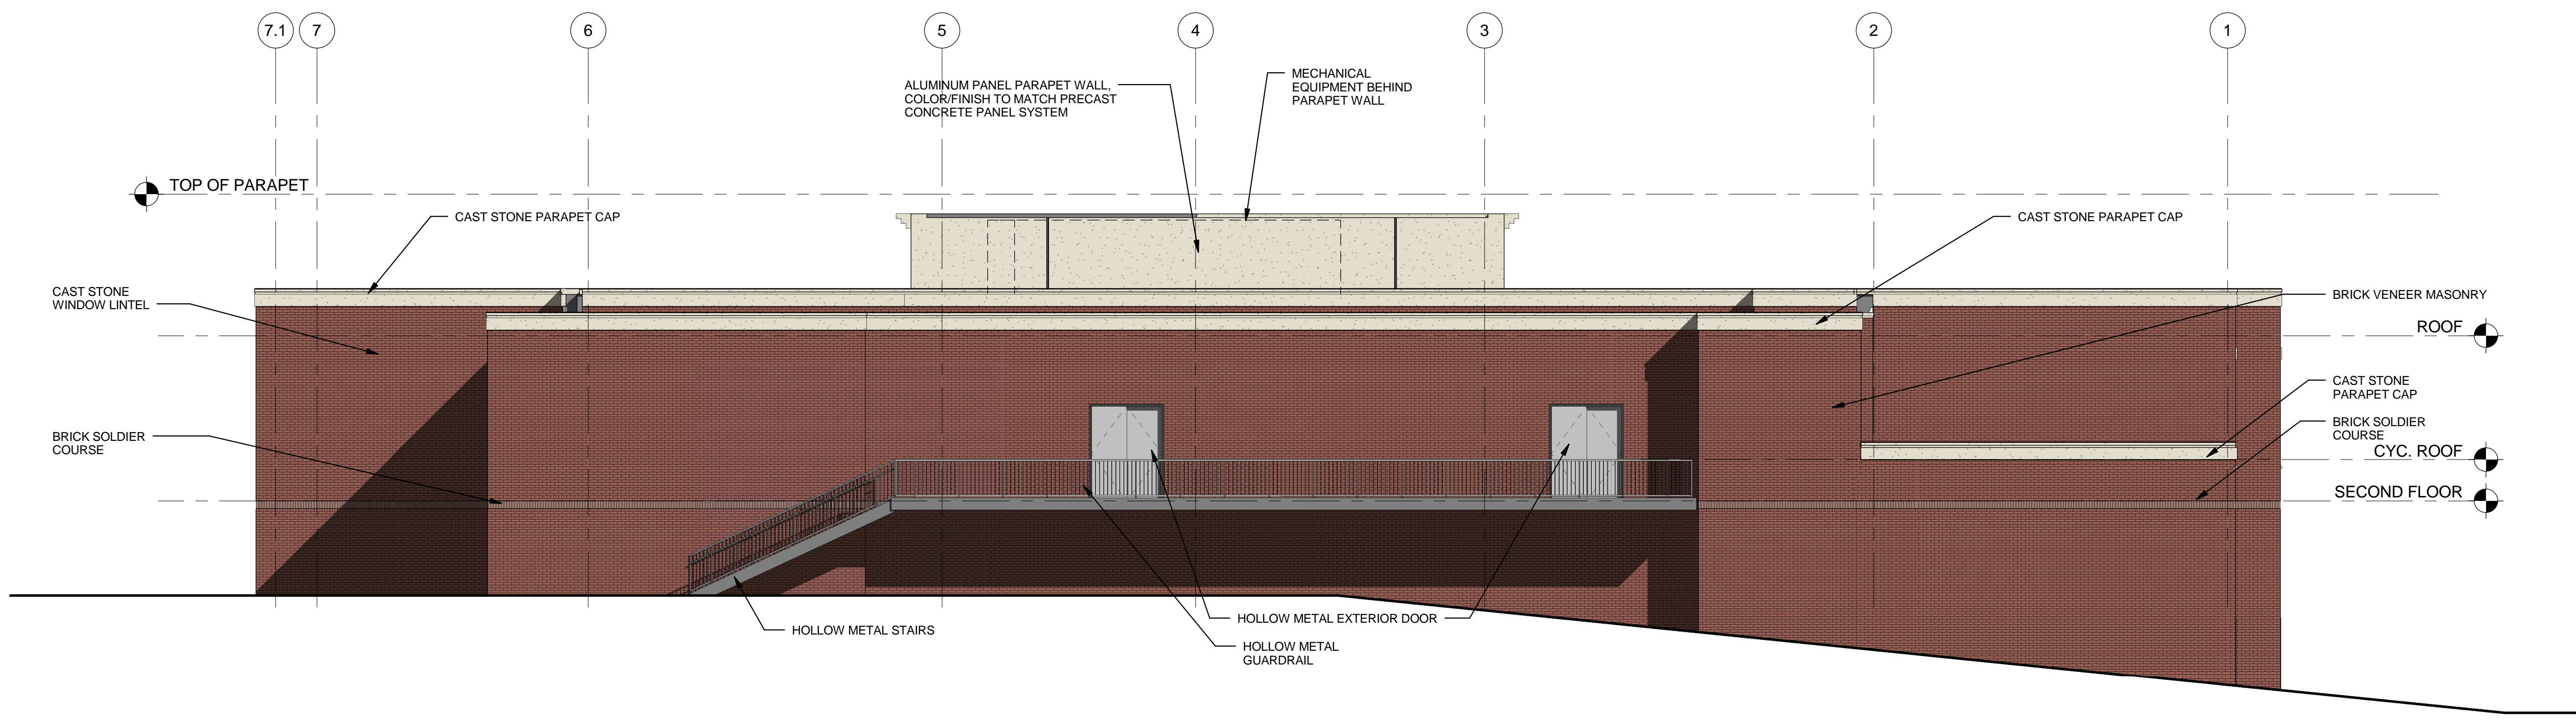 7.1
7
6
5
4
3
2
1
MECHANICAL
EQUIPMENT BEHIND
PARAPET WALL
ALUMINUM PANEL PARAPET WALL,
COLOR/FINISH TO MATCH PRECAST
CONCRETE PANEL SYSTEM
TOP OF PARAPET
CAST STONE PARAPET CAP
CAST STONE PARAPET CAP
CAST STONE
WINDOW LINTEL
BRICK VENEER MASONRY
ROOF
CAST STONE
PARAPET CAP
BRICK SOLDIER
COURSE
BRICK SOLDIER
COURSE
CYC. ROOF
SECOND FLOOR
HOLLOW METAL STAIRS
HOLLOW METAL EXTERIOR DOOR
HOLLOW METAL
GUARDRAIL